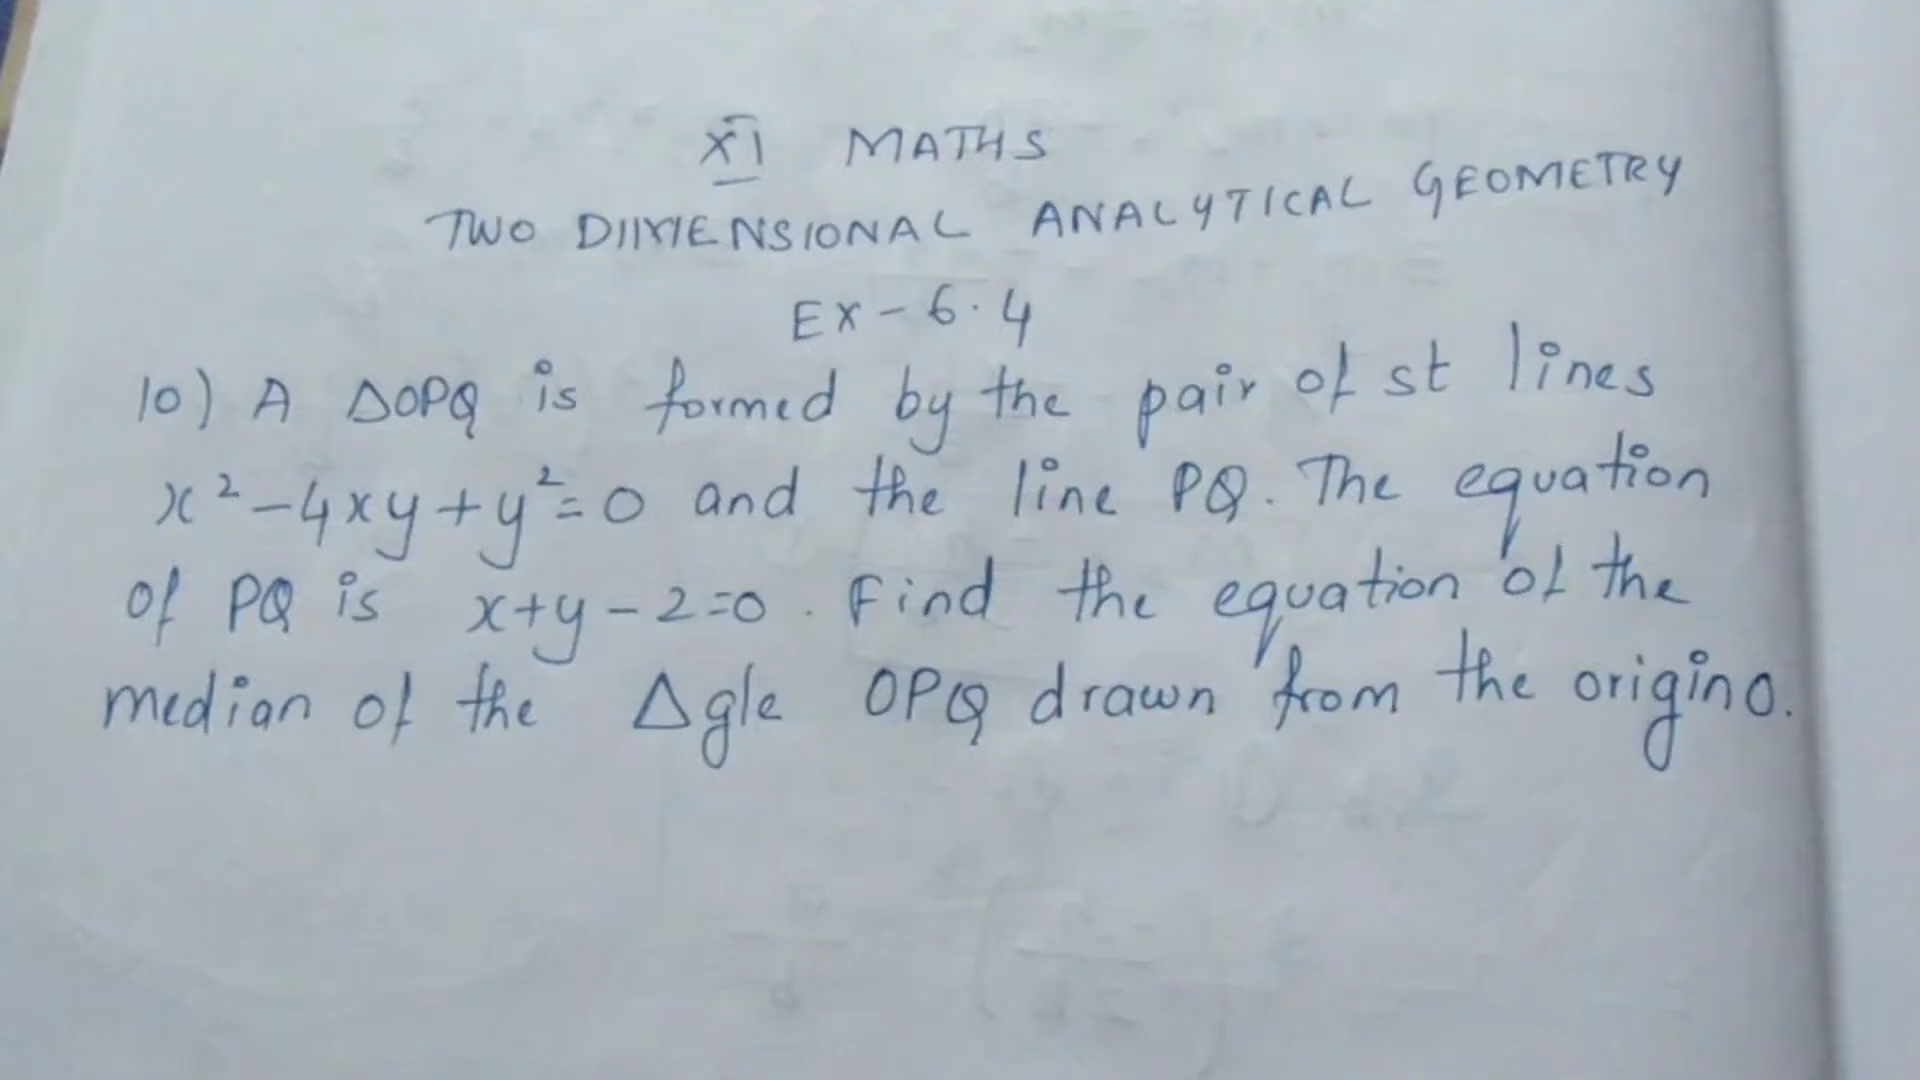 XI MATHS
TWO DIMENSIONAL ANALYTICAL GEOMETRY
EX-6.4
10) A ΔOPQ is formed by the pair of st lines
x²-4xy+y²=0 and the line PQ. The equation
of PQ is x+y-2=0. Find the equation of the
median of the Δgle OPQ drawn from the origin O.